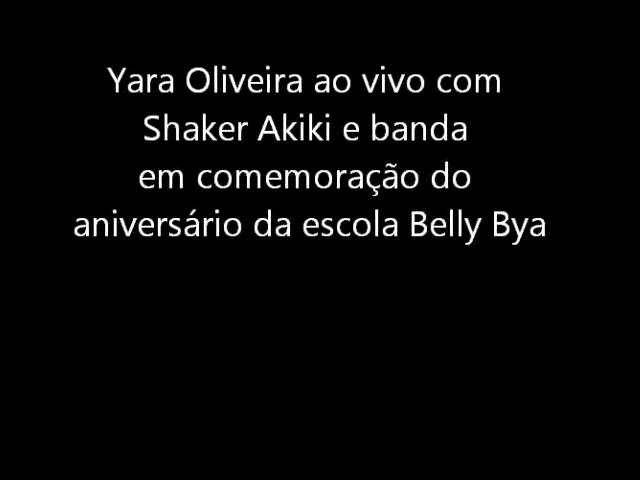 Yara Oliveira ao vivo com
Shaker Akiki e banda
em comemoração do
aniversário da escola Belly Bya